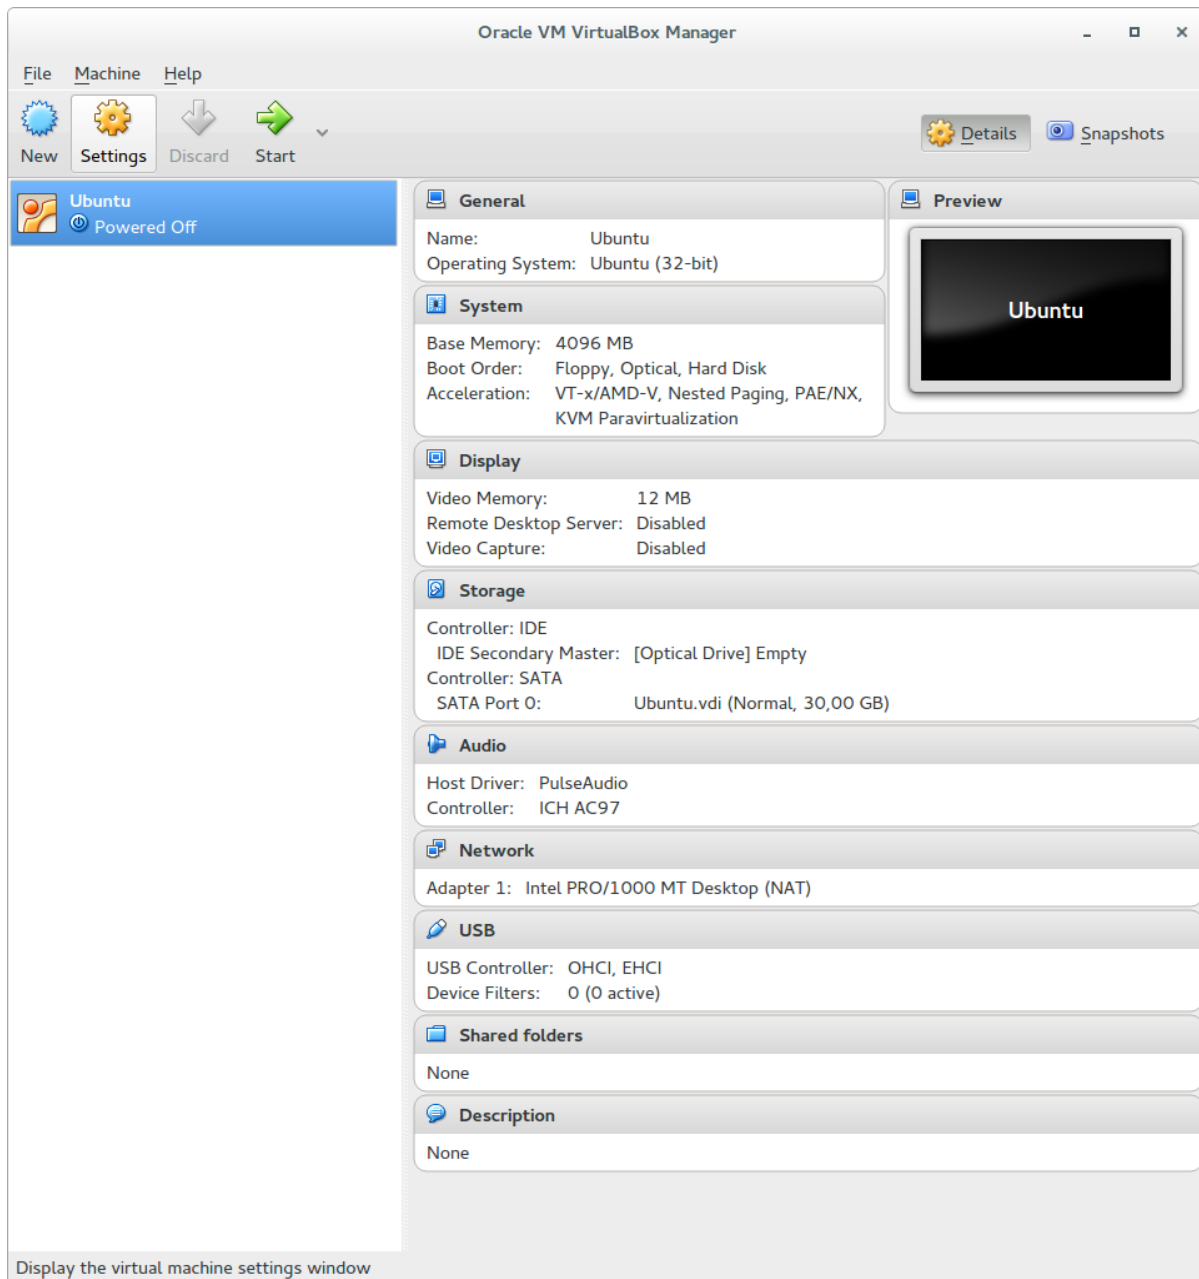 Oracle VM VirtualBox Manager
File Machine Help
New Settings Discard Start
Details Snapshots
Ubuntu
Powered Off
General
Name: Ubuntu
Operating System: Ubuntu (32-bit)
Preview
Ubuntu
System
Base Memory: 4096 MB
Boot Order: Floppy, Optical, Hard Disk
Acceleration: VT-x/AMD-V, Nested Paging, PAE/NX,
KVM Paravirtualization
Display
Video Memory: 12 MB
Remote Desktop Server: Disabled
Video Capture: Disabled
Storage
Controller: IDE
IDE Secondary Master: [Optical Drive] Empty
Controller: SATA
SATA Port 0: Ubuntu.vdi (Normal, 30,00 GB)
Audio
Host Driver: PulseAudio
Controller: ICH AC97
Network
Adapter 1: Intel PRO/1000 MT Desktop (NAT)
USB
USB Controller: OHCI, EHCI
Device Filters: 0 (0 active)
Shared folders
None
Description
None
Display the virtual machine settings window